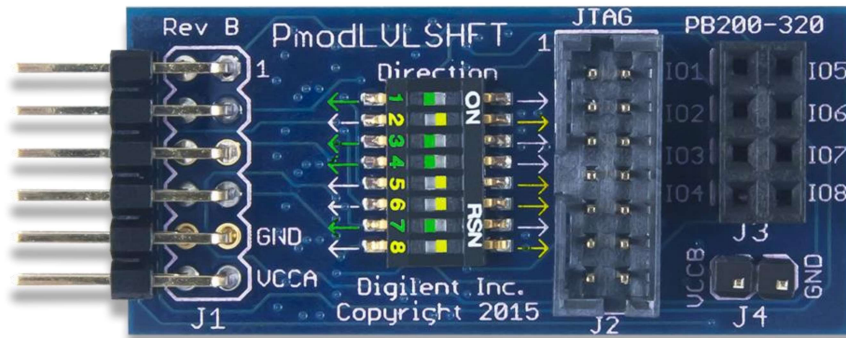 Rev B
PmodLVLSHFT
JTAG
PB200-320
1
Direction
1
ON
1
2
3
4
5
6
7
8
RSN
IO1
IO2
IO3
IO4
IO5
IO6
IO7
IO8
GND
VCCA
J1
Digilent Inc.
Copyright 2015
J2
J3
VCCB
GND
J4